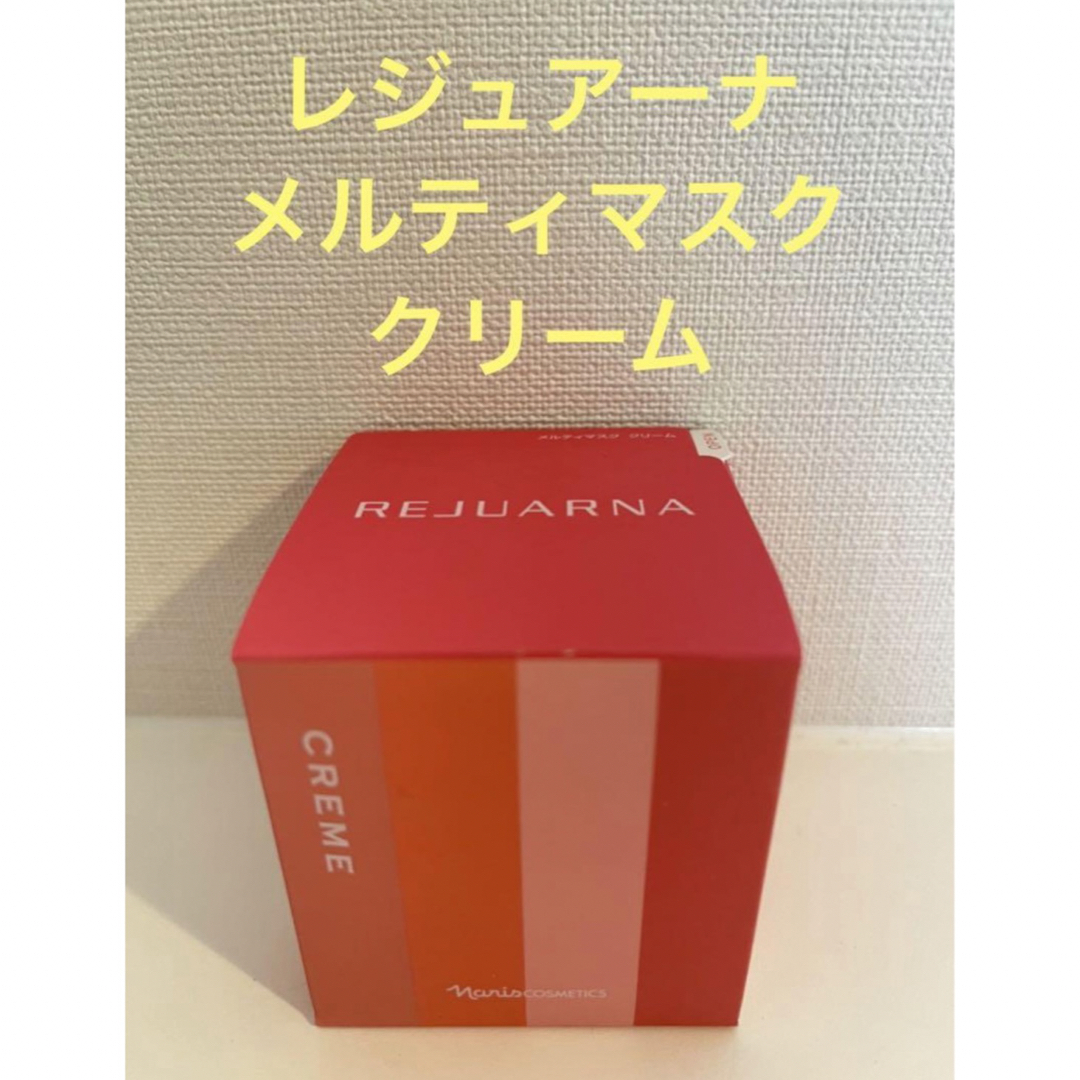 レジュアーナ
メルティマスク
クリーム
メルティマスク クリーム
REJUARNA
CREME
Naris COSMETICS